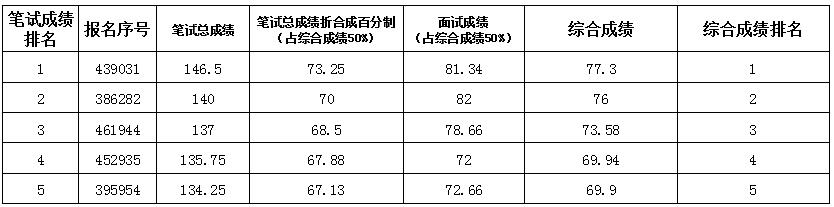 笔试成绩排名 报名序号 笔试总成绩 笔试总成绩折合成百分制（占综合成绩50%） 面试成绩（占综合成绩50%） 综合成绩 综合成绩排名
1 439031 146.5 73.25 81.34 77.3 1
2 386282 140 70 82 76 2
3 461944 137 68.5 78.66 73.58 3
4 452935 135.75 67.88 72 69.94 4
5 395954 134.25 67.13 72.66 69.9 5